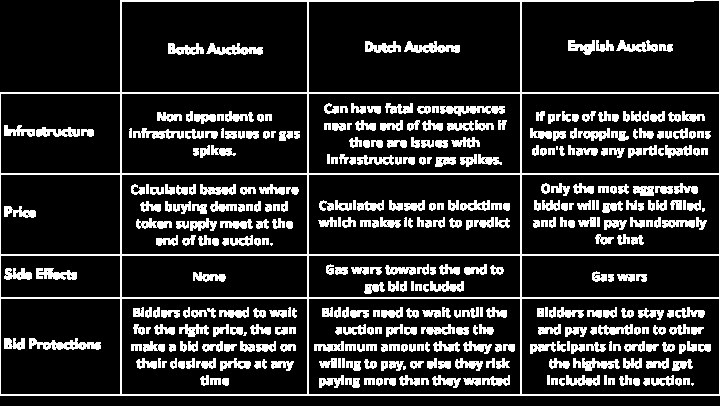 Batch Auctions
Dutch Auctions
English Auctions
Infrastructure
Non dependent on
infrastructure issues or gas
spikes.
Can have fatal consequences
near the end of the auction if
there are issues with
infrastructure or gas spikes.
If price of the bidded token
keeps dropping, the auctions
don't have any participation
Price
Calculated based on where
the buying demand and
token supply meet at the
end of the auction.
Calculated based on blocktime
which makes it hard to predict
Only the most aggressive
bidder will get his bid filled,
and he will pay handsomely
for that
Side Effects
None
Gas wars towards the end to
get bid included
Gas wars
Bid Protections
Bidders don't need to wait
for the right price, the can
make a bid order based on
their desired price at any
time
Bidders need to wait until the
auction price reaches the
maximum amount that they are
willing to pay, or else they risk
paying more than they wanted
Bidders need to stay active
and pay attention to other
participants in order to place
the highest bid and get
included in the auction.